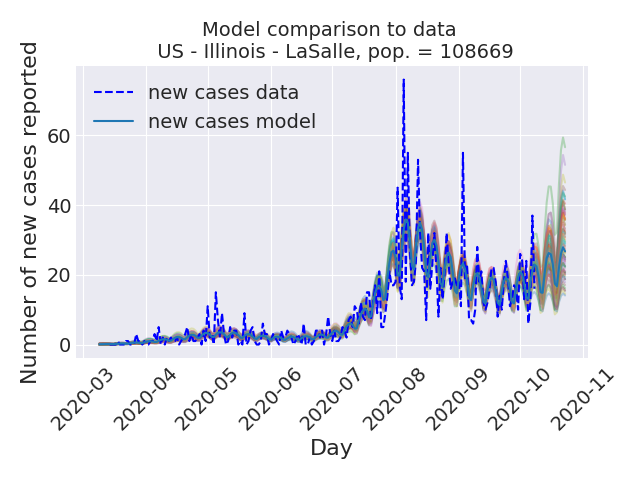 Model comparison to data
US - Illinois - LaSalle, pop. = 108669
Number of new cases reported
new cases data
new cases model
60
40
20
0
2020-03
2020-04
2020-05
2020-06
2020-07
2020-08
2020-09
2020-10
2020-11
Day